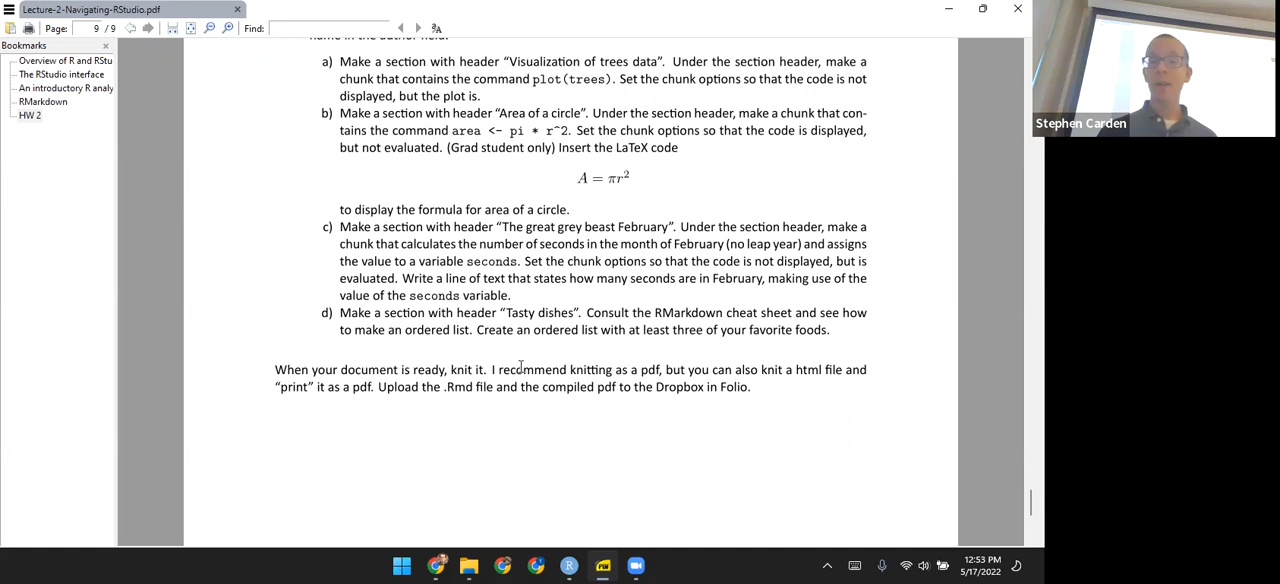 Lecture-2-Navigating-RStudio.pdf
Page: 9 / 9 Find:
Bookmarks
Overview of R and RStu
The RStudio interface
An introductory R analy
RMarkdown
HW 2
name in the author field.
a) Make a section with header “Visualization of trees data”. Under the section header, make a
chunk that contains the command plot(trees). Set the chunk options so that the code is not
displayed, but the plot is.
b) Make a section with header “Area of a circle”. Under the section header, make a chunk that con-
tains the command area <- pi * r^2. Set the chunk options so that the code is displayed,
but not evaluated. (Grad student only) Insert the LaTeX code
A = πr²
to display the formula for area of a circle.
c) Make a section with header “The great grey beast February”. Under the section header, make a
chunk that calculates the number of seconds in the month of February (no leap year) and assigns
the value to a variable seconds. Set the chunk options so that the code is not displayed, but is
evaluated. Write a line of text that states how many seconds are in February, making use of the
value of the seconds variable.
d) Make a section with header “Tasty dishes”. Consult the RMarkdown cheat sheet and see how
to make an ordered list. Create an ordered list with at least three of your favorite foods.
When your document is ready, knit it. I recommend knitting as a pdf, but you can also knit a html file and
“print” it as a pdf. Upload the .Rmd file and the compiled pdf to the Dropbox in Folio.
Stephen Carden
12:53 PM
5/17/2022